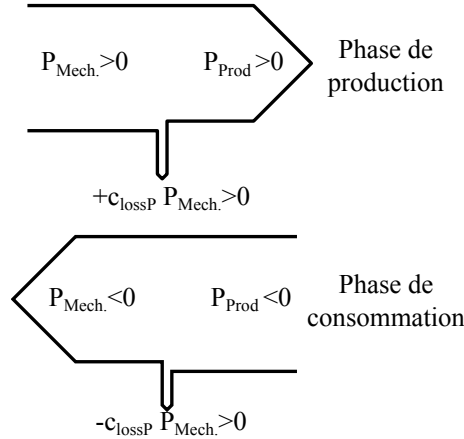 P_Mech.>0 P_Prod >0 Phase de
production
+c_lossP P_Mech.>0
P_Mech.<0 P_Prod <0 Phase de
consommation
-c_lossP P_Mech.>0